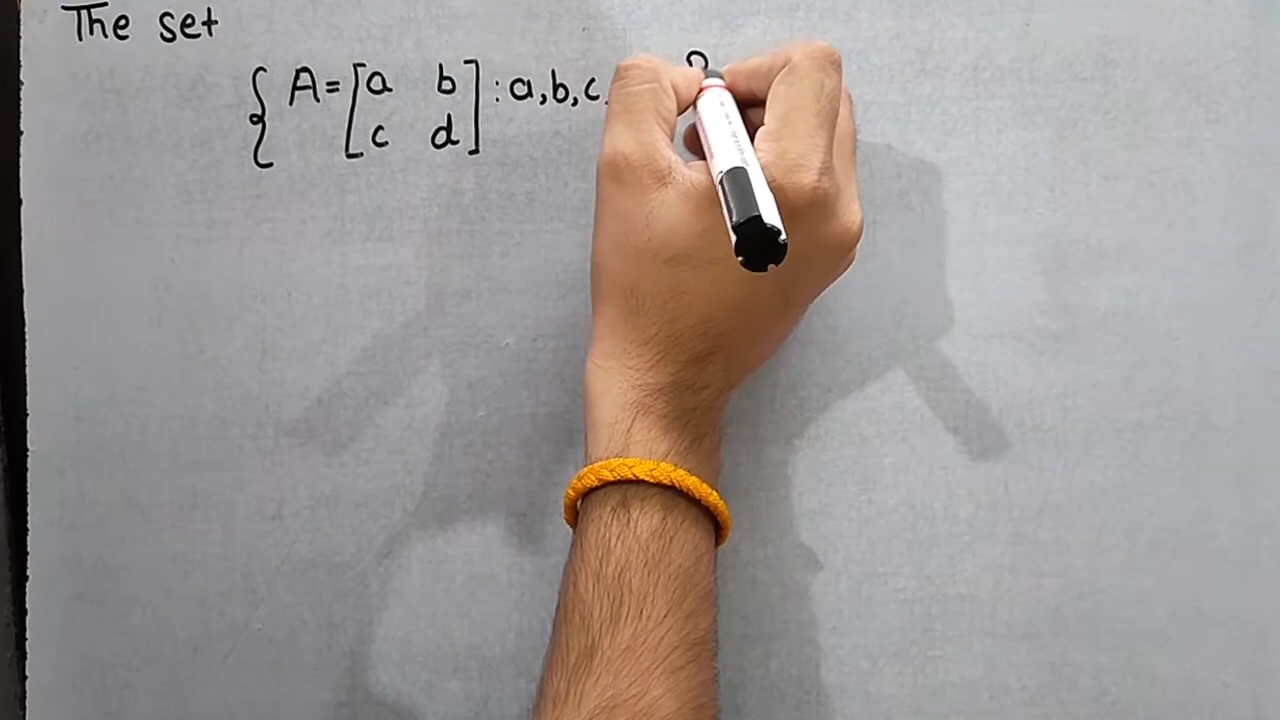 The set
{ A = [a b] : a, b, c,
[c d]